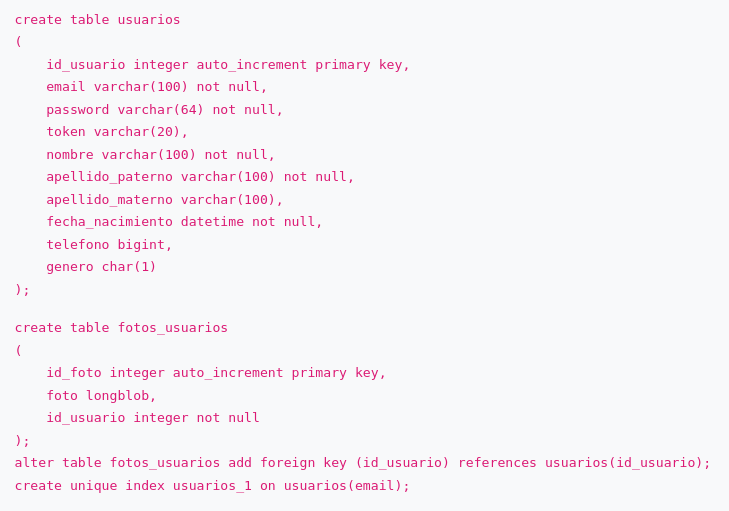 create table usuarios
(
    id_usuario integer auto_increment primary key,
    email varchar(100) not null,
    password varchar(64) not null,
    token varchar(20),
    nombre varchar(100) not null,
    apellido_paterno varchar(100) not null,
    apellido_materno varchar(100),
    fecha_nacimiento datetime not null,
    telefono bigint,
    genero char(1)
);

create table fotos_usuarios
(
    id_foto integer auto_increment primary key,
    foto longblob,
    id_usuario integer not null
);
alter table fotos_usuarios add foreign key (id_usuario) references usuarios(id_usuario);
create unique index usuarios_1 on usuarios(email);